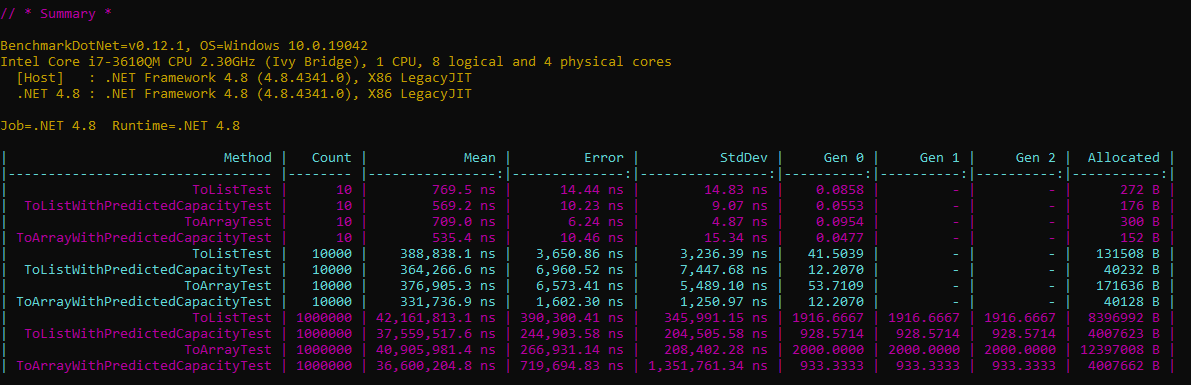 // * Summary *
BenchmarkDotNet=v0.12.1, OS=Windows 10.0.19042
Intel Core i7-3610QM CPU 2.30GHz (Ivy Bridge), 1 CPU, 8 logical and 4 physical cores
[Host] : .NET Framework 4.8 (4.8.4341.0), X86 LegacyJIT
.NET 4.8 : .NET Framework 4.8 (4.8.4341.0), X86 LegacyJIT
Job=.NET 4.8 Runtime=.NET 4.8
| Method | Count | Mean | Error | StdDev | Gen 0 | Gen 1 | Gen 2 | Allocated |
|--------------------------------- |-------- |----------------:|--------------:|----------------:|----------:|----------:|----------:|-----------:|
| ToListTest | 10 | 769.5 ns | 14.44 ns | 14.83 ns | 0.0858 | - | - | 272 B |
| ToListWithPredictedCapacityTest | 10 | 569.2 ns | 10.23 ns | 9.07 ns | 0.0553 | - | - | 176 B |
| ToArrayTest | 10 | 709.0 ns | 6.24 ns | 4.87 ns | 0.0954 | - | - | 300 B |
| ToArrayWithPredictedCapacityTest | 10 | 535.4 ns | 10.46 ns | 15.34 ns | 0.0477 | - | - | 152 B |
| ToListTest | 10000 | 388,838.1 ns | 3,650.86 ns | 3,236.39 ns | 41.5039 | - | - | 131508 B |
| ToListWithPredictedCapacityTest | 10000 | 364,266.6 ns | 6,960.52 ns | 7,447.68 ns | 12.2070 | - | - | 40232 B |
| ToArrayTest | 10000 | 376,905.3 ns | 6,573.41 ns | 5,489.10 ns | 53.7109 | - | - | 171636 B |
| ToArrayWithPredictedCapacityTest | 10000 | 331,736.9 ns | 1,602.30 ns | 1,250.97 ns | 12.2070 | - | - | 40128 B |
| ToListTest | 1000000 | 42,161,813.1 ns | 390,300.41 ns | 345,991.15 ns | 1916.6667 | 1916.6667 | 1916.6667 | 8396992 B |
| ToListWithPredictedCapacityTest | 1000000 | 37,559,517.6 ns | 244,903.58 ns | 204,505.58 ns | 928.5714 | 928.5714 | 928.5714 | 4007623 B |
| ToArrayTest | 1000000 | 40,905,981.4 ns | 266,931.14 ns | 208,402.28 ns | 2000.0000 | 2000.0000 | 2000.0000 | 12397008 B |
| ToArrayWithPredictedCapacityTest | 1000000 | 36,600,204.8 ns | 719,694.83 ns | 1,351,761.34 ns | 933.3333 | 933.3333 | 933.3333 | 4007662 B |